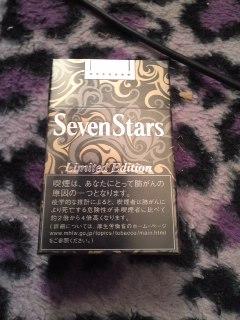 SevenStars
Limited Edition
喫煙は、あなたにとって肺がんの
原因の一つとなります。
疫学的な推計によると、喫煙者は肺がんに
より死亡する危険性が非喫煙者に比べて
約2倍から4倍高くなります。
(詳細については、厚生労働省のホームページ
www.mhlw.go.jp/topics/tobacco/main.html
をご参照ください。)